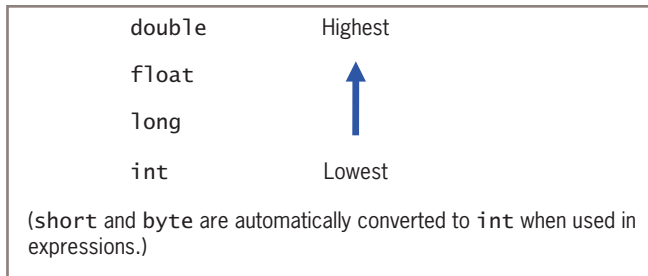 double Highest
float
long
int Lowest
(short and byte are automatically converted to int when used in
expressions.)